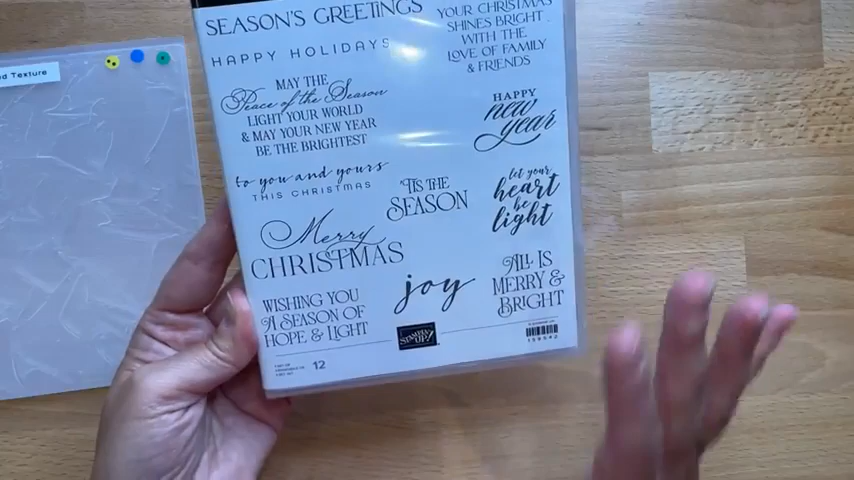 SEASON'S GREETINGS
YOUR CHRISTMAS
SHINES BRIGHT
WITH THE
LOVE OF FAMILY
& FRIENDS
HAPPY HOLIDAYS
MAY THE
Peace of the Season
LIGHT YOUR WORLD
& MAY YOUR NEW YEAR
BE THE BRIGHTEST
HAPPY
new
year
to you and yours
THIS CHRISTMAS
'TIS THE
SEASON
let your
heart
be
light
Merry
CHRISTMAS
WISHING YOU
A SEASON OF
HOPE & LIGHT
joy
ALL IS
MERRY &
BRIGHT
12
STAMPIN' UP!
Texture